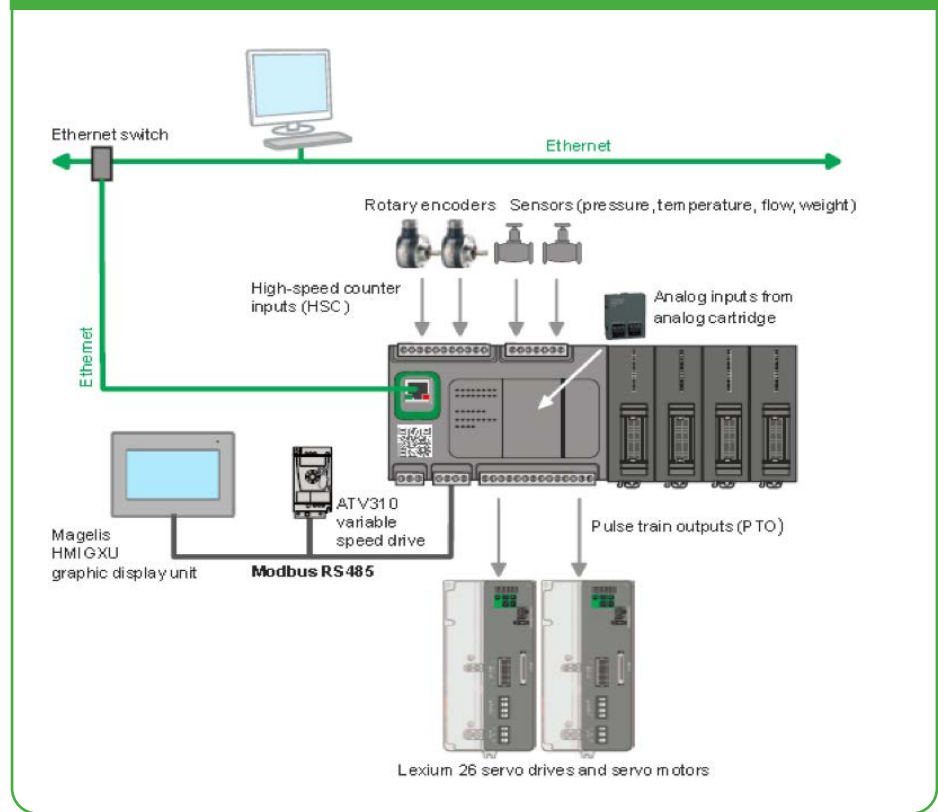 Ethernet switch
Ethernet
Rotary encoders
Sensors (pressure, temperature, flow, weight)
High-speed counter
inputs (HSC)
Analog inputs from
analog cartridge
Ethernet
ATV310
variable
speed drive
Magelis
HMIGXU
graphic display unit
Modbus RS485
Pulse train outputs (PTO)
Lexium 26 servo drives and servo motors